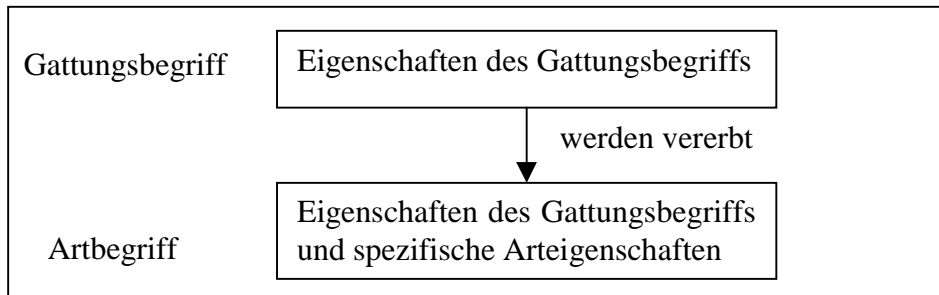 Gattungsbegriff
Eigenschaften des Gattungsbegriffs
werden vererbt
Artbegriff
Eigenschaften des Gattungsbegriffs
und spezifische Arteigenschaften